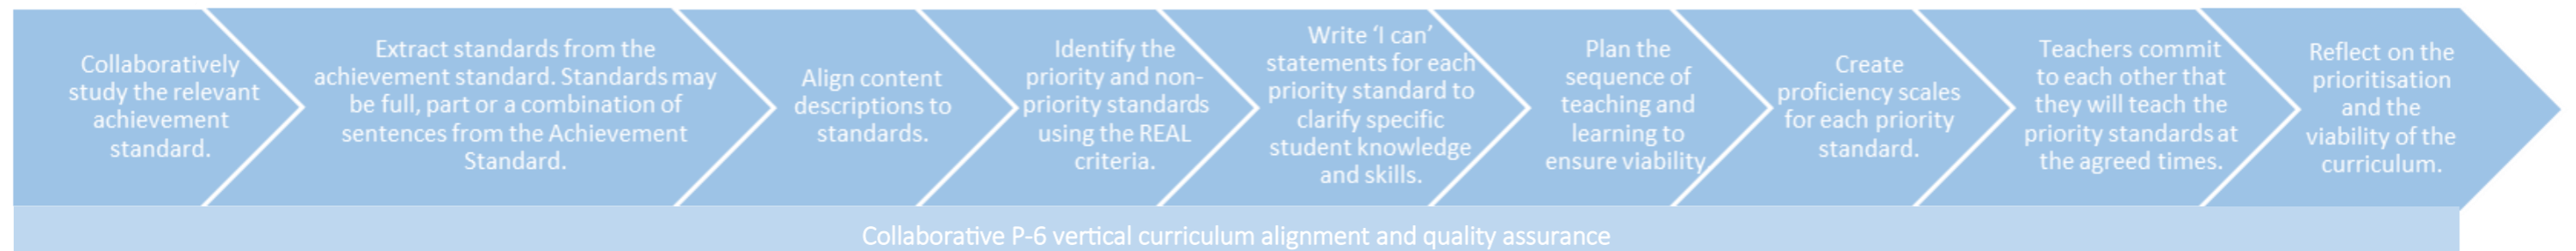 Collaboratively
study the relevant
achievement
standard.
Extract standards from the
achievement standard. Standards may
be full, part or a combination of
sentences from the Achievement
Standard.
Align content
descriptions to
standards.
Identify the
priority and non-
priority standards
using the REAL
criteria.
Write ‘I can’
statements for each
priority standard to
clarify specific
student knowledge
and skills.
Plan the
sequence of
teaching and
learning to
ensure viability
Create
proficiency scales
for each priority
standard.
Teachers commit
to each other that
they will teach the
priority standards at
the agreed times.
Reflect on the
prioritisation
and the
viability of the
curriculum.
Collaborative P-6 vertical curriculum alignment and quality assurance